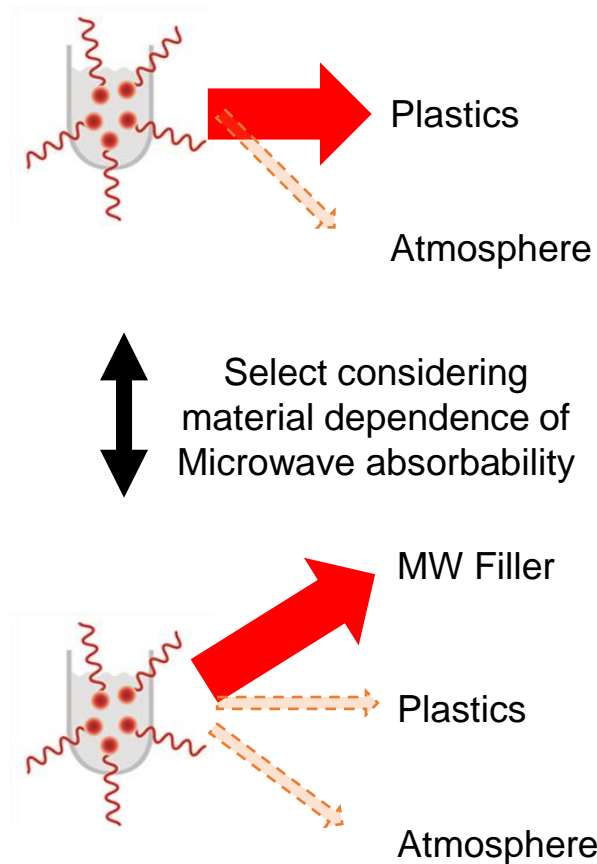 Plastics
Atmosphere
Select considering
material dependence of
Microwave absorbability
MW Filler
Plastics
Atmosphere